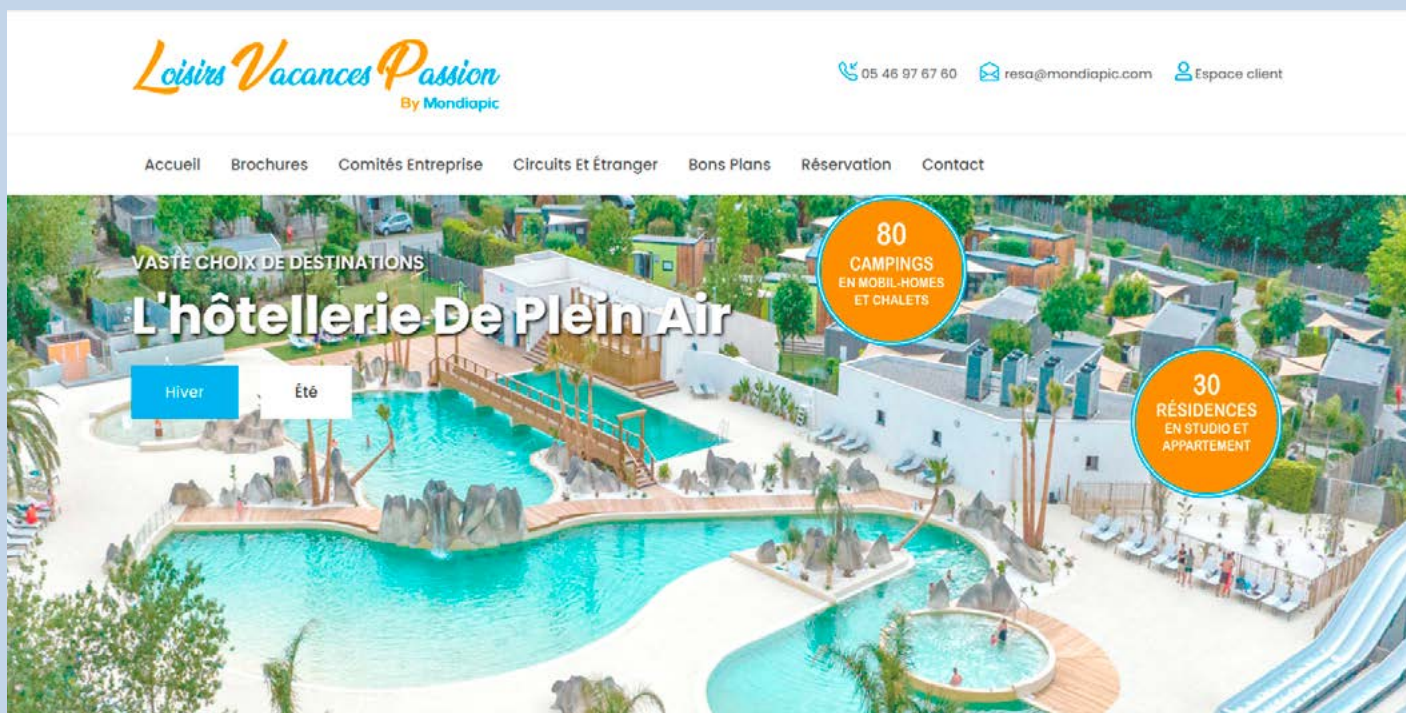 Loisirs Vacances Passion
By Mondiapic
05 46 97 67 60
resa@mondiapic.com
Espace client
Accueil
Brochures
Comités Entreprise
Circuits Et Étranger
Bons Plans
Réservation
Contact
VASTE CHOIX DE DESTINATIONS
L'hôtellerie De Plein Air
Hiver
Été
80
CAMPINGS
EN MOBIL-HOMES
ET CHALETS
30
RÉSIDENCES
EN STUDIO ET
APPARTEMENT